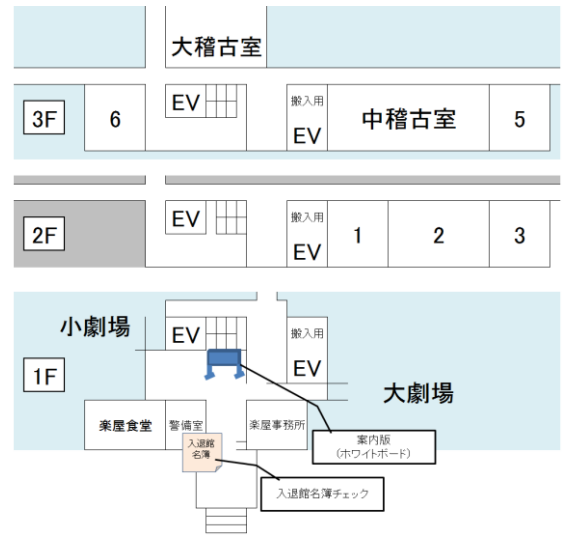 大稽古室
3F
6
EV
搬入用
EV
中稽古室
5
2F
EV
搬入用
EV
1
2
3
小劇場
EV
搬入用
EV
1F
大劇場
楽屋食堂
警備室
楽屋事務所
入退館
名簿
案内版
(ホワイトボード)
入退館名簿チェック